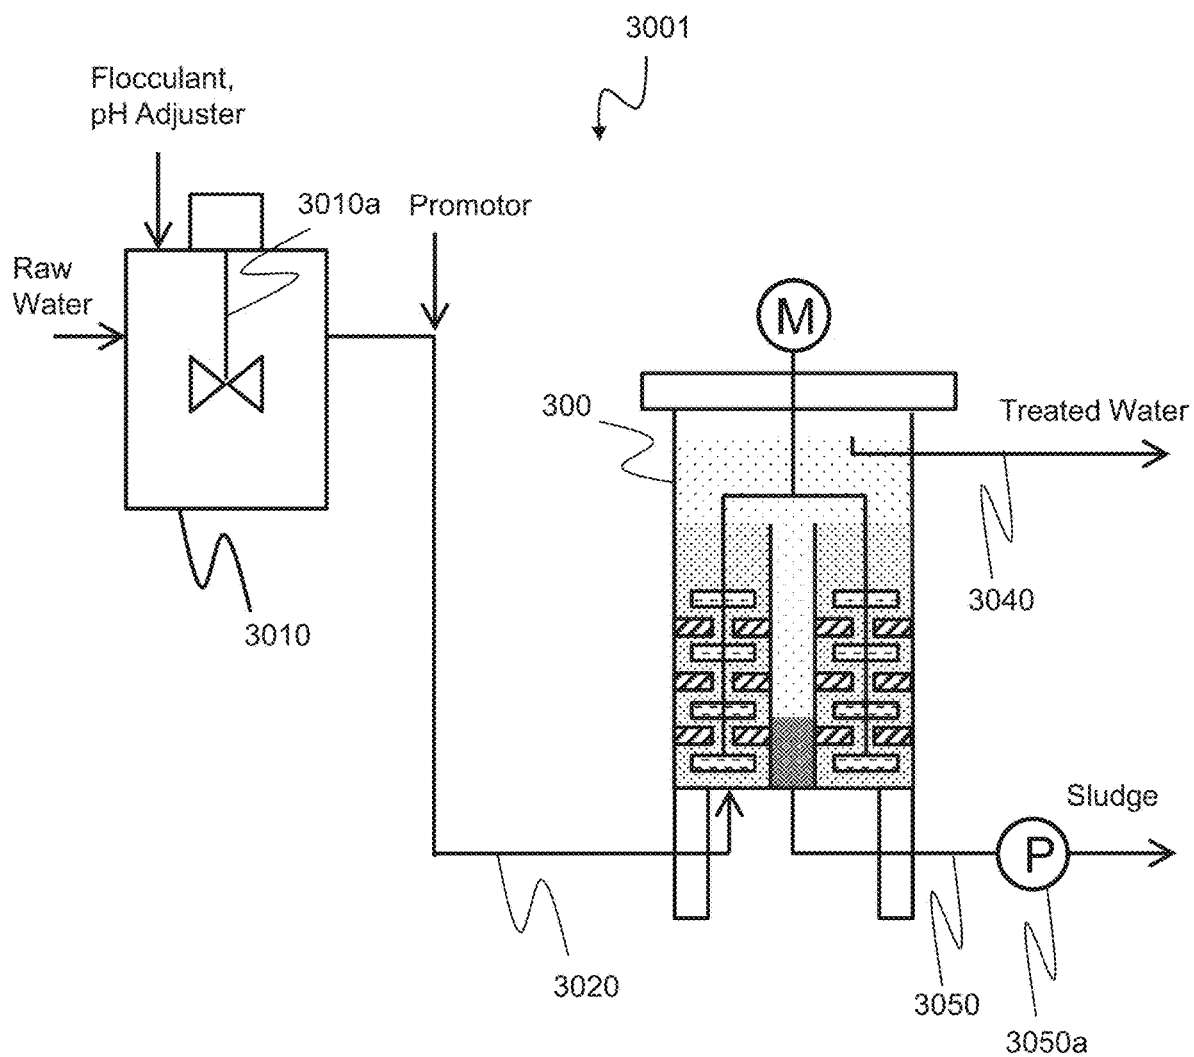 3001
Flocculant,
pH Adjuster
3010a
Promotor
Raw
Water
M
300
Treated Water
3040
3010
Sludge
P
3020
3050
3050a